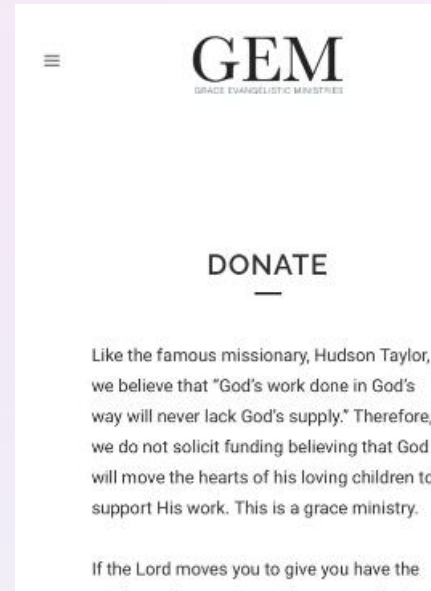 GEM
GRACE EVANGELISTIC MINISTRIES
DONATE
Like the famous missionary, Hudson Taylor,
we believe that “God’s work done in God’s
way will never lack God’s supply.” Therefore,
we do not solicit funding believing that God
will move the hearts of his loving children to
support His work. This is a grace ministry.
If the Lord moves you to give you have the